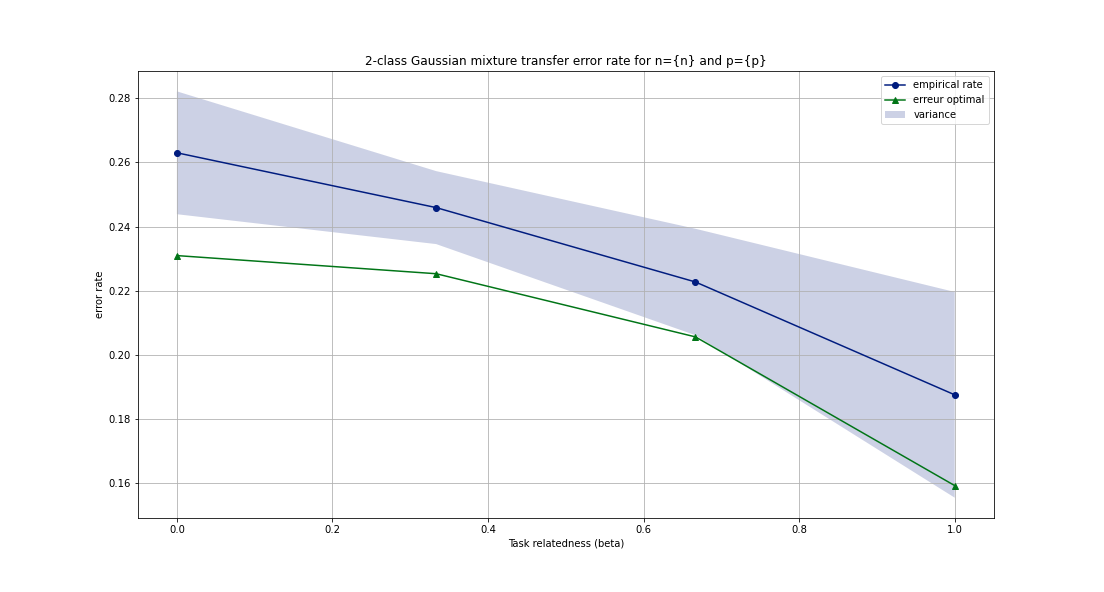 2-class Gaussian mixture transfer error rate for n={n} and p={p}
empirical rate
erreur optimal
variance
error rate
0.28
0.26
0.24
0.22
0.20
0.18
0.16
0.0
0.2
0.4
0.6
0.8
1.0
Task relatedness (beta)